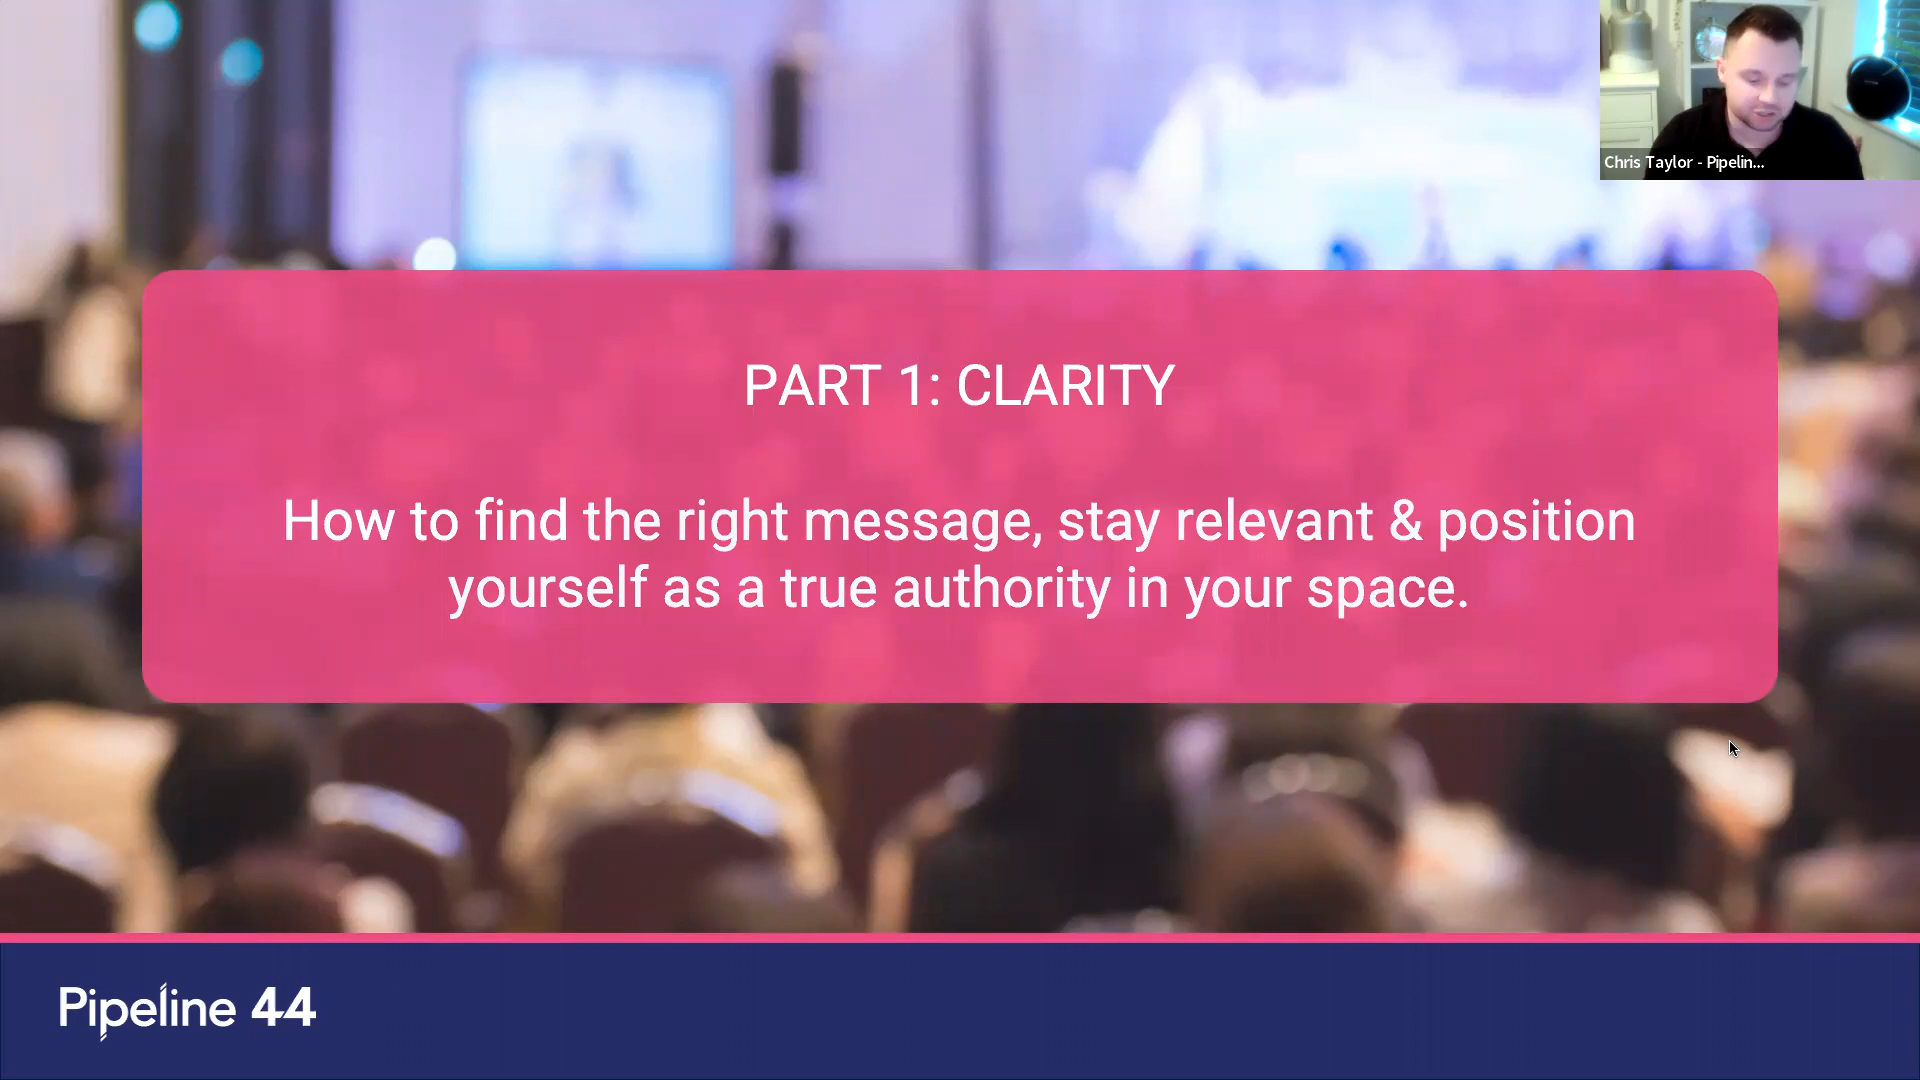 Chris Taylor - Pipelin...
PART 1: CLARITY
How to find the right message, stay relevant & position
yourself as a true authority in your space.
Pipeline 44